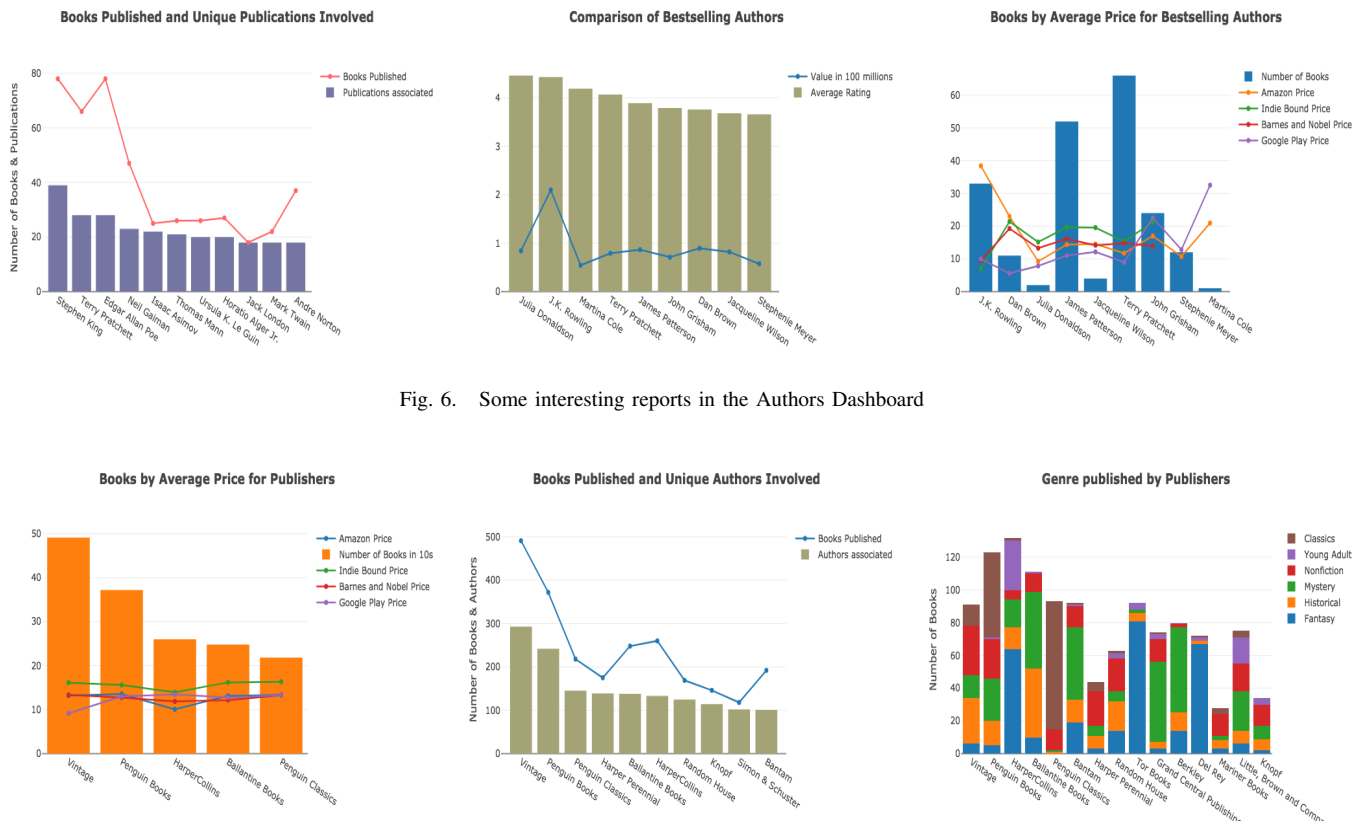 Books Published and Unique Publications Involved
Number of Books & Publications
80
60
40
20
0
Books Published
Publications associated
Stephen King
Terry Pratchett
Edgar Allan Poe
Neil Gaiman
Isaac Asimov
Thomas Mann
Ursula K. Le Guin
Horatio Alger Jr.
Jack London
Mark Twain
Andre Norton
Comparison of Bestselling Authors
4
3
2
1
0
Value in 100 millions
Average Rating
Julia Donaldson
J.K. Rowling
Martina Cole
Terry Pratchett
James Patterson
John Grisham
Dan Brown
Jacqueline Wilson
Stephenie Meyer
Books by Average Price for Bestselling Authors
60
50
40
30
20
10
0
Number of Books
Amazon Price
Indie Bound Price
Barnes and Nobel Price
Google Play Price
J.K. Rowling
Dan Brown
Julia Donaldson
James Patterson
Jacqueline Wilson
Terry Pratchett
John Grisham
Stephenie Meyer
Martina Cole
Fig. 6. Some interesting reports in the Authors Dashboard
Books by Average Price for Publishers
50
40
30
20
10
0
Amazon Price
Number of Books in 10s
Indie Bound Price
Barnes and Nobel Price
Google Play Price
Vintage
Penguin Books
HarperCollins
Ballantine Books
Penguin Classics
Books Published and Unique Authors Involved
Number of Books & Authors
500
400
300
200
100
0
Books Published
Authors associated
Vintage
Penguin Books
Penguin Classics
Harper Perennial
Ballantine Books
HarperCollins
Random House
Knopf
Simon & Schuster
Bantam
Genre published by Publishers
Number of Books
120
100
80
60
40
20
0
Classics
Young Adult
Nonfiction
Mystery
Historical
Fantasy
Vintage
Penguin Books
HarperCollins
Ballantine Books
Penguin Classics
Bantam
Harper Perennial
Random House
Tor Books
Grand Central Publishing
Berkley
Del Rey
Mariner Books
Little, Brown and Compa
Knopf